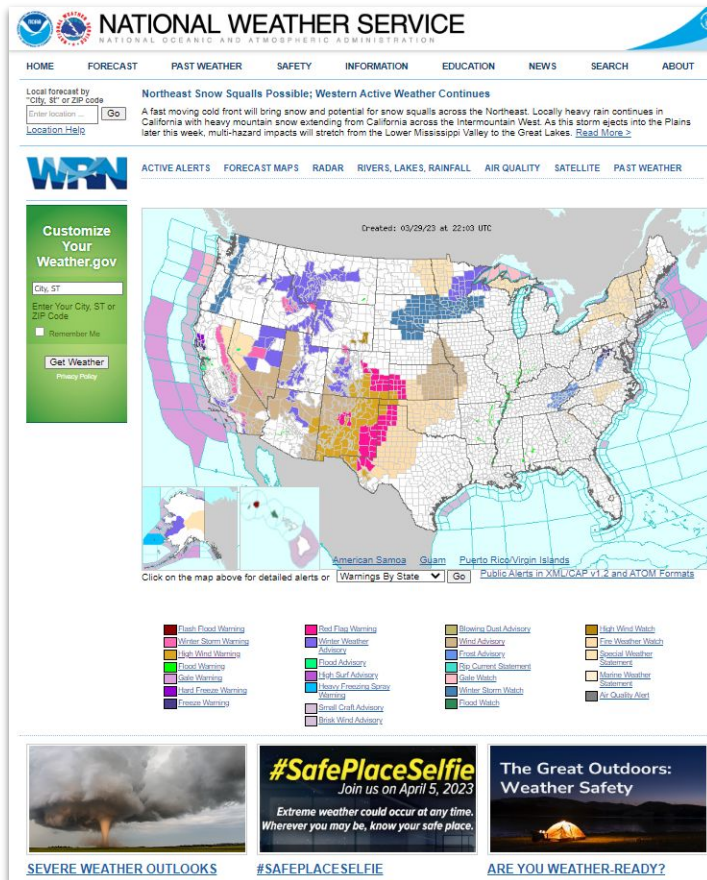 NATIONAL WEATHER SERVICE
NATIONAL OCEANIC AND ATMOSPHERIC ADMINISTRATION
HOME FORECAST PAST WEATHER SAFETY INFORMATION EDUCATION NEWS SEARCH ABOUT
Local forecast by
"City, St" or ZIP code
Enter location ... Go
Location Help
Northeast Snow Squalls Possible; Western Active Weather Continues
A fast moving cold front will bring snow and potential for snow squalls across the Northeast. Locally heavy rain continues in
California with heavy mountain snow extending from California across the Intermountain West. As this storm ejects into the Plains
later this week, multi-hazard impacts will stretch from the Lower Mississippi Valley to the Great Lakes. Read More >
WRN
ACTIVE ALERTS FORECAST MAPS RADAR RIVERS, LAKES, RAINFALL AIR QUALITY SATELLITE PAST WEATHER
Customize
Your
Weather.gov
City, ST
Enter Your City, ST or
ZIP Code
Remember Me
Get Weather
Privacy Policy
Created: 03/29/23 at 22:03 UTC
American Samoa Guam Puerto Rico/Virgin Islands
Click on the map above for detailed alerts or Warnings By State Go Public Alerts in XML/CAP v1.2 and ATOM Formats
Flash Flood Warning
Winter Storm Warning
High Wind Warning
Flood Warning
Gale Warning
Hard Freeze Warning
Freeze Warning
Red Flag Warning
Winter Weather
Advisory
Flood Advisory
High Surf Advisory
Heavy Freezing Spray
Warning
Small Craft Advisory
Brisk Wind Advisory
Blowing Dust Advisory
Wind Advisory
Frost Advisory
Rip Current Statement
Gale Watch
Winter Storm Watch
Flood Watch
High Wind Watch
Fire Weather Watch
Special Weather
Statement
Marine Weather
Statement
Air Quality Alert
#SafePlaceSelfie
Join us on April 5, 2023
Extreme weather could occur at any time.
Wherever you may be, know your safe place.
The Great Outdoors:
Weather Safety
SEVERE WEATHER OUTLOOKS
#SAFEPLACESELFIE
ARE YOU WEATHER-READY?